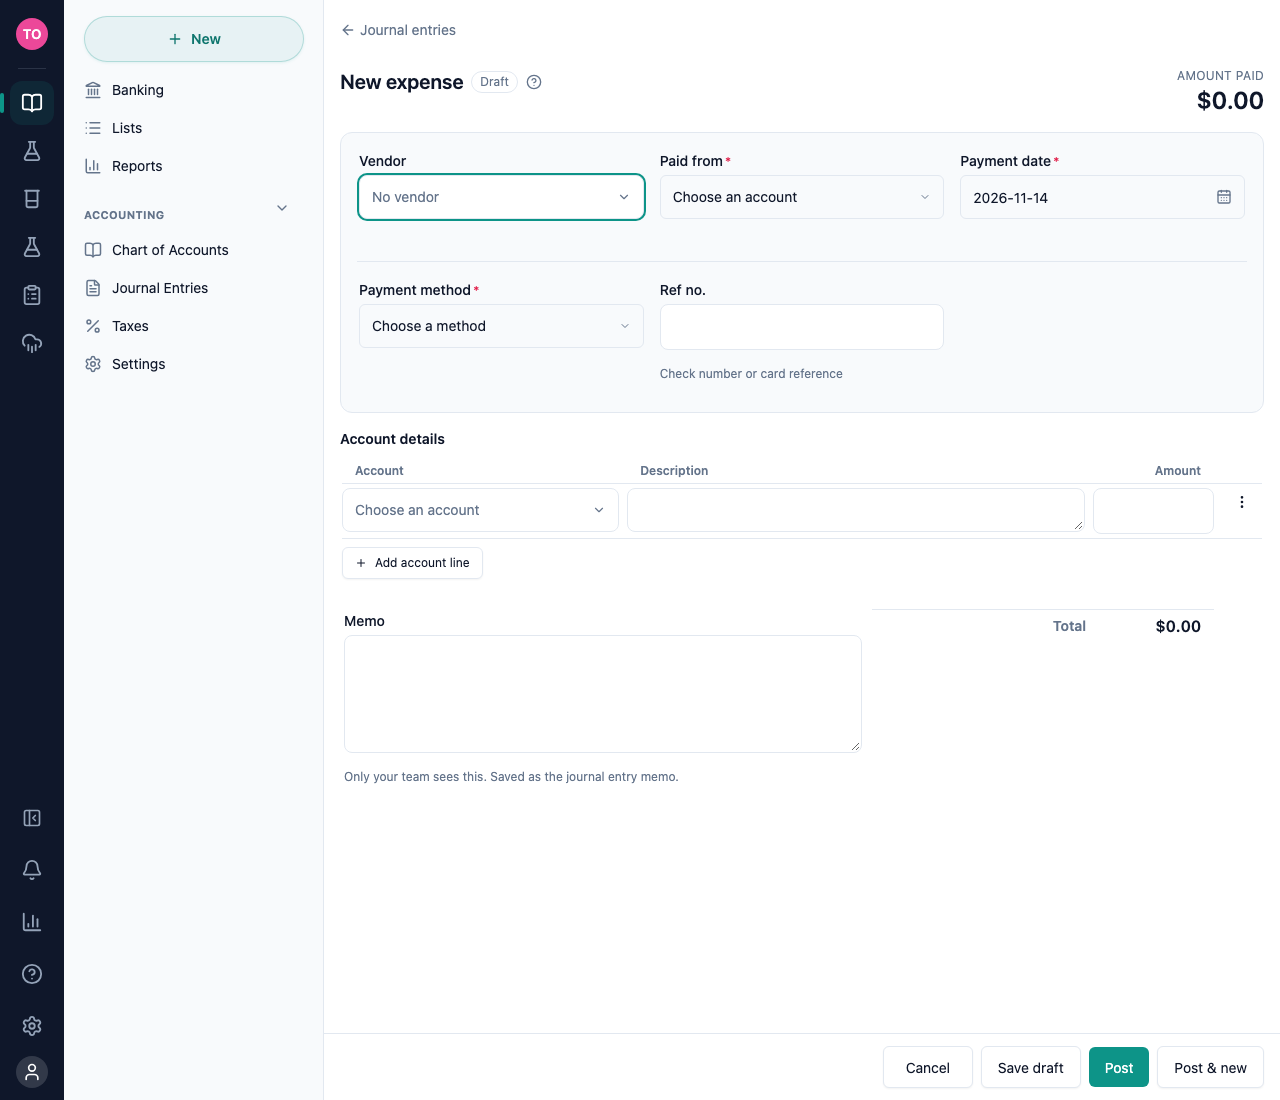 TO
New
Banking
Lists
Reports
ACCOUNTING
Chart of Accounts
Journal Entries
Taxes
Settings
Journal entries
New expense
Draft
AMOUNT PAID
$0.00
Vendor
No vendor
Paid from*
Choose an account
Payment date*
2026-11-14
Payment method*
Choose a method
Ref no.
Check number or card reference
Account details
Account
Description
Amount
Choose an account
Add account line
Memo
Total
$0.00
Only your team sees this. Saved as the journal entry memo.
Cancel
Save draft
Post
Post & new